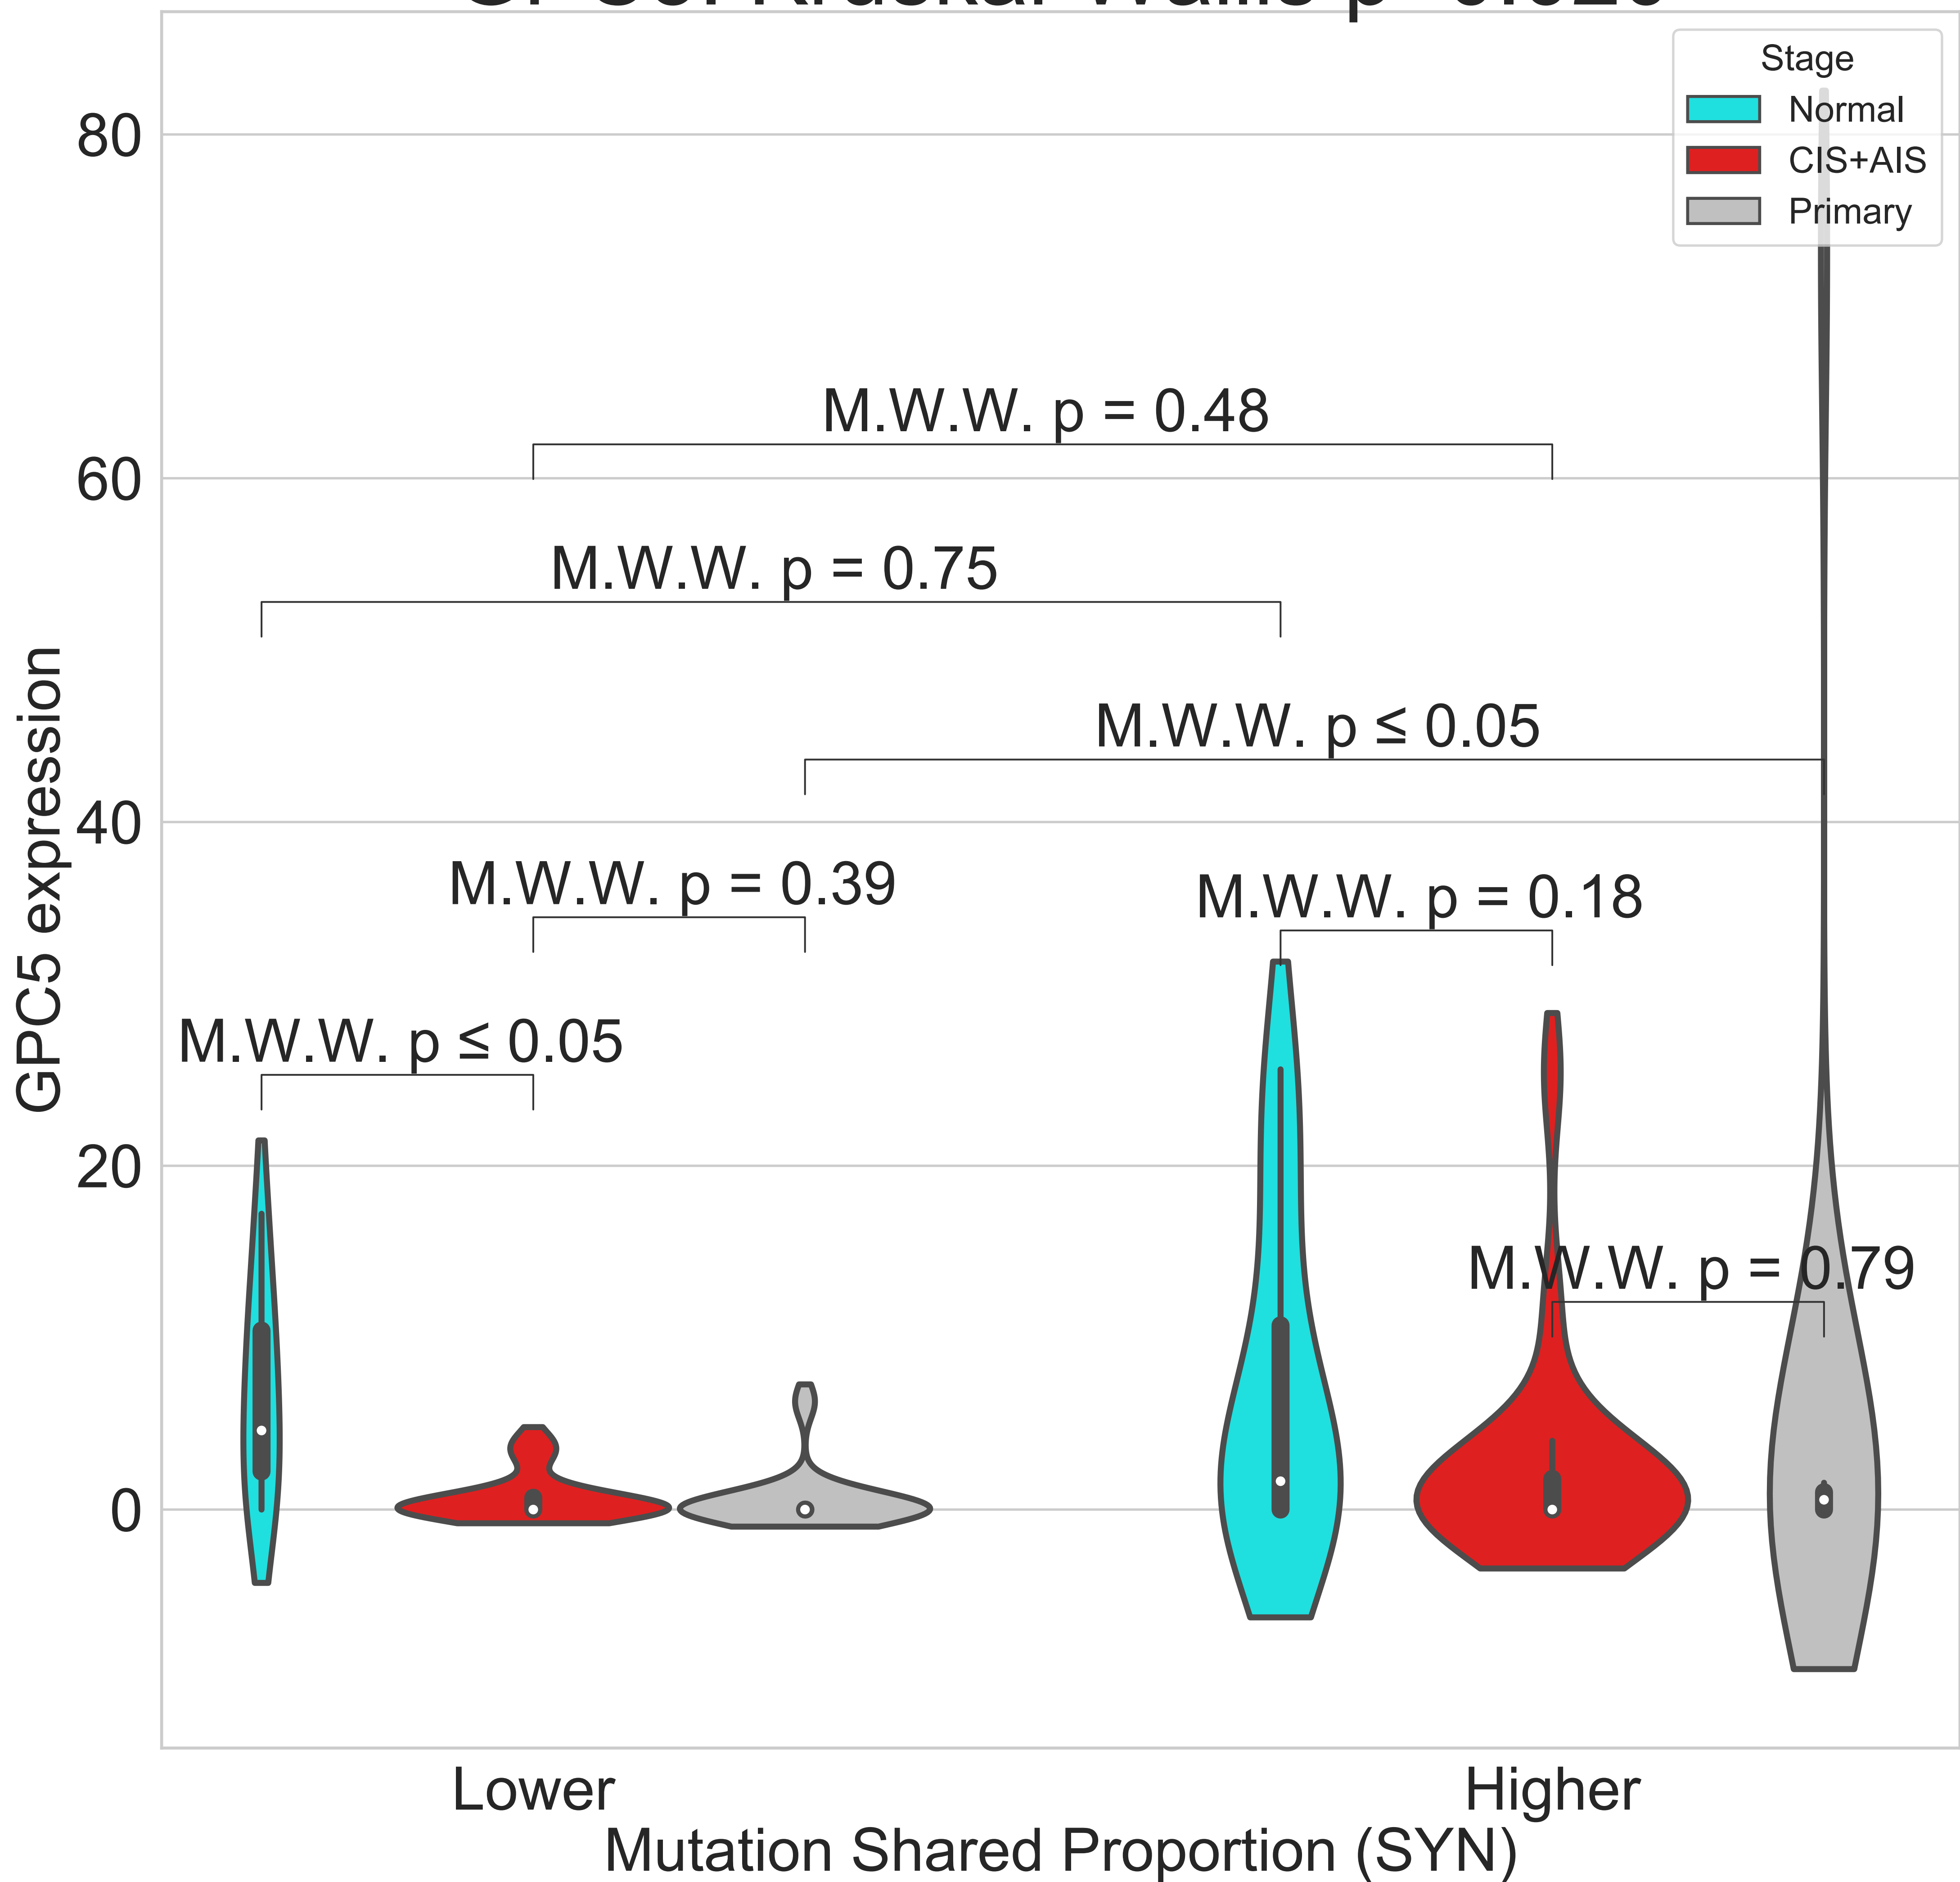 Stage
Normal
CIS+AIS
Primary
80
60
40
20
0
GPC5 expression
M.W.W. p = 0.48
M.W.W. p = 0.75
M.W.W. p ≤ 0.05
M.W.W. p = 0.39
M.W.W. p = 0.18
M.W.W. p ≤ 0.05
M.W.W. p = 0.79
Lower
Higher
Mutation Shared Proportion (SYN)